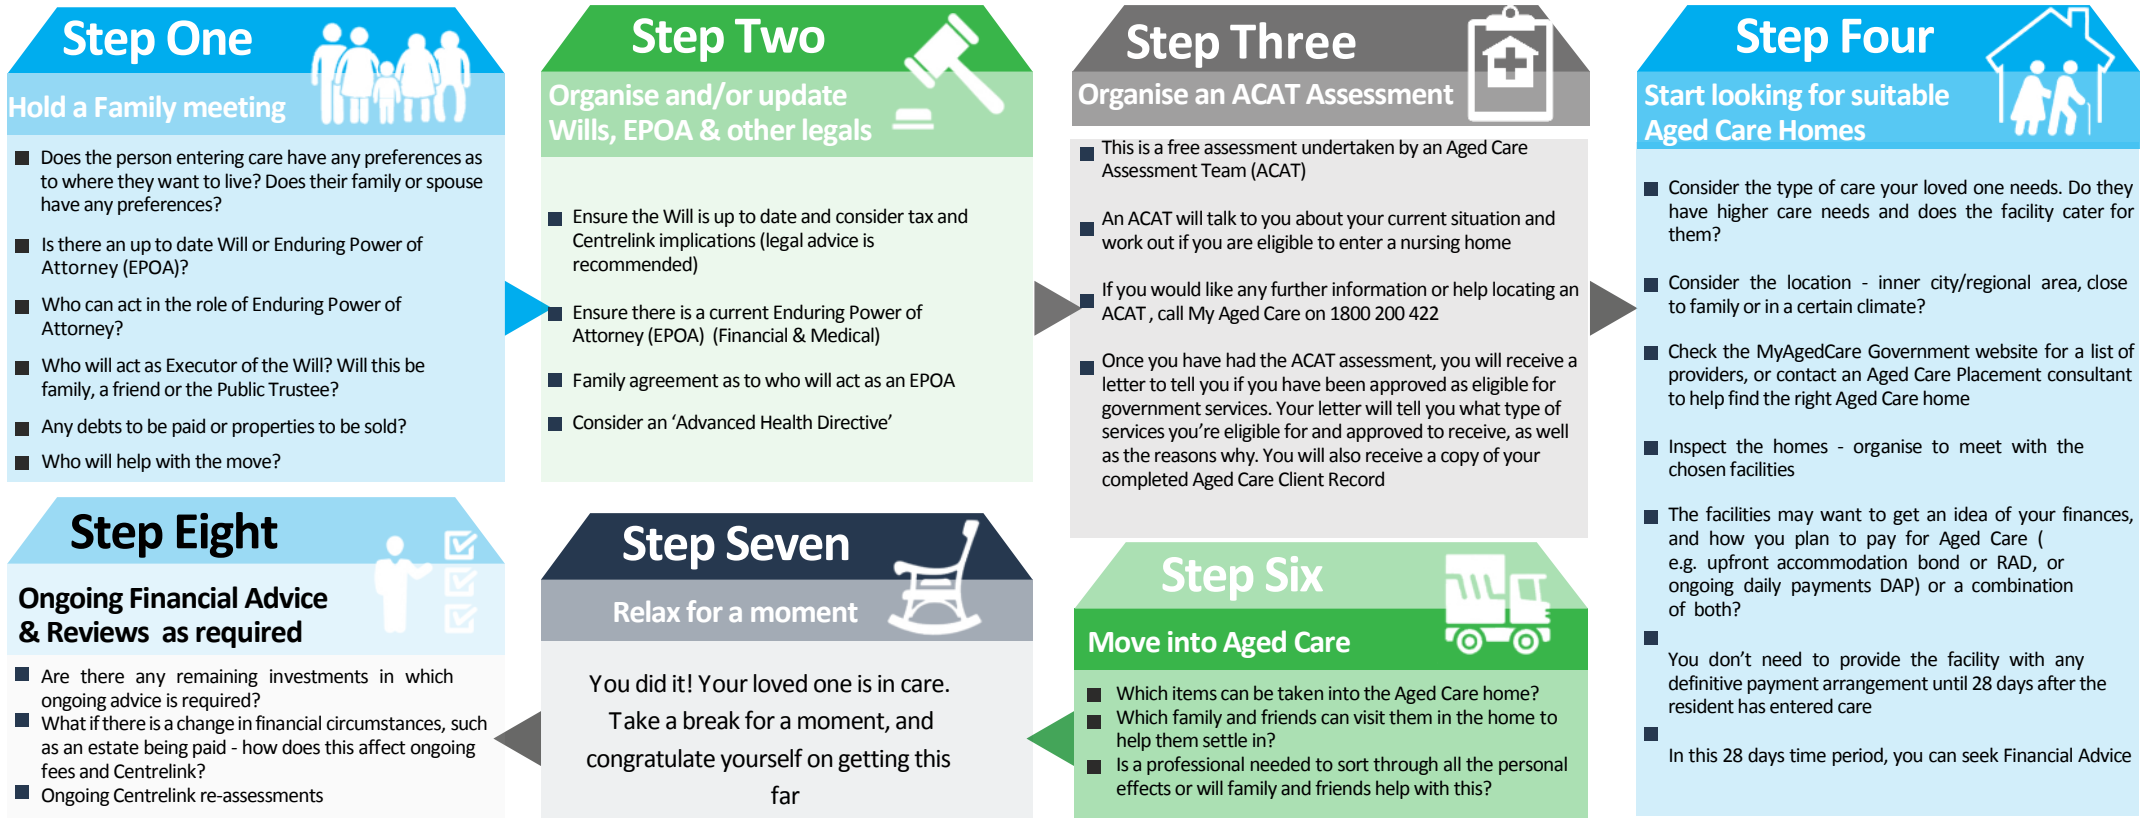 Step One
Hold a Family meeting
Does the person entering care have any preferences as
to where they want to live? Does their family or spouse
have any preferences?
Is there an up to date Will or Enduring Power of
Attorney (EPOA)?
Who can act in the role of Enduring Power of
Attorney?
Who will act as Executor of the Will? Will this be
family, a friend or the Public Trustee?
Any debts to be paid or properties to be sold?
Who will help with the move?
Step Two
Organise and/or update
Wills, EPOA & other legals
Ensure the Will is up to date and consider tax and
Centrelink implications (legal advice is
recommended)
Ensure there is a current Enduring Power of
Attorney (EPOA) (Financial & Medical)
Family agreement as to who will act as an EPOA
Consider an ‘Advanced Health Directive’
Step Three
Organise an ACAT Assessment
This is a free assessment undertaken by an Aged Care
Assessment Team (ACAT)
An ACAT will talk to you about your current situation and
work out if you are eligible to enter a nursing home
If you would like any further information or help locating an
ACAT , call My Aged Care on 1800 200 422
Once you have had the ACAT assessment, you will receive a
letter to tell you if you have been approved as eligible for
government services. Your letter will tell you what type of
services you’re eligible for and approved to receive, as well
as the reasons why. You will also receive a copy of your
completed Aged Care Client Record
Step Four
Start looking for suitable
Aged Care Homes
Consider the type of care your loved one needs. Do they
have higher care needs and does the facility cater for
them?
Consider the location - inner city/regional area, close
to family or in a certain climate?
Check the MyAgedCare Government website for a list of
providers, or contact an Aged Care Placement consultant
to help find the right Aged Care home
Inspect the homes - organise to meet with the
chosen facilities
The facilities may want to get an idea of your finances,
and how you plan to pay for Aged Care (
e.g. upfront accommodation bond or RAD, or
ongoing daily payments DAP) or a combination
of both?
You don’t need to provide the facility with any
definitive payment arrangement until 28 days after the
resident has entered care
In this 28 days time period, you can seek Financial Advice
Step Six
Move into Aged Care
Which items can be taken into the Aged Care home?
Which family and friends can visit them in the home to
help them settle in?
Is a professional needed to sort through all the personal
effects or will family and friends help with this?
Step Seven
Relax for a moment
You did it! Your loved one is in care.
Take a break for a moment, and
congratulate yourself on getting this
far
Step Eight
Ongoing Financial Advice
& Reviews as required
Are there any remaining investments in which
ongoing advice is required?
What if there is a change in financial circumstances, such
as an estate being paid - how does this affect ongoing
fees and Centrelink?
Ongoing Centrelink re-assessments